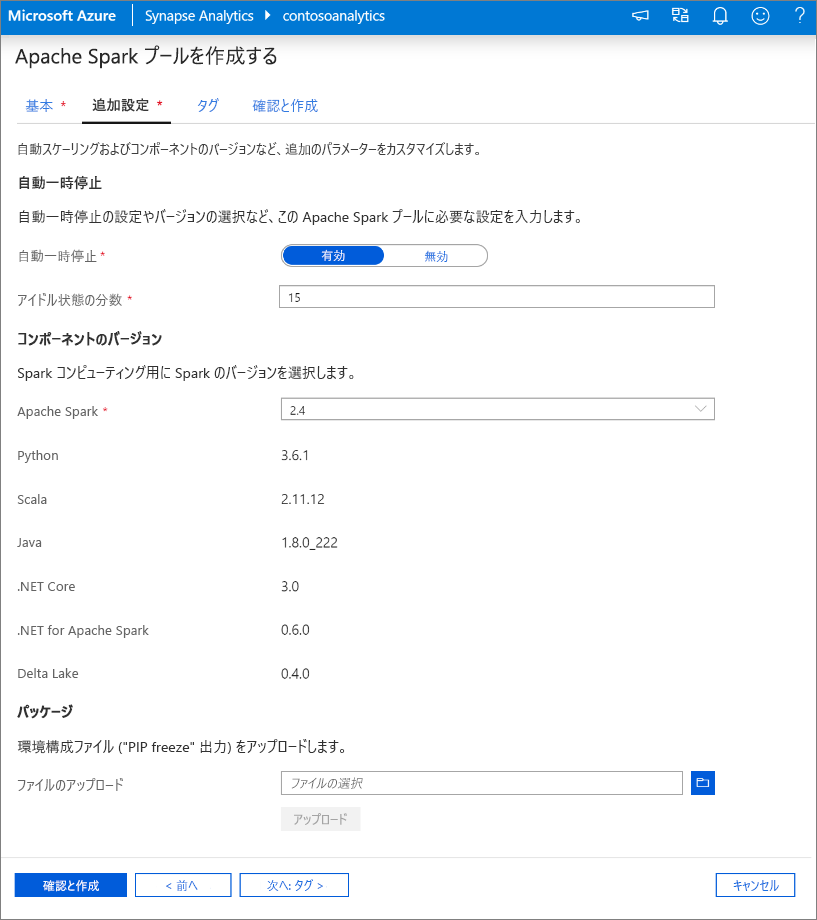 Microsoft Azure Synapse Analytics contosoanalytics ?
Apache Spark プールを作成する
基本 * 追加設定 * タグ 確認と作成
自動スケーリングおよびコンポーネントのバージョンなど、追加のパラメーターをカスタマイズします。
自動一時停止
自動一時停止の設定やバージョンの選択など、この Apache Spark プールに必要な設定を入力します。
自動一時停止 * 有効 無効
アイドル状態の分数 * 15
コンポーネントのバージョン
Spark コンピューティング用に Spark のバージョンを選択します。
Apache Spark * 2.4
Python 3.6.1
Scala 2.11.12
Java 1.8.0_222
.NET Core 3.0
.NET for Apache Spark 0.6.0
Delta Lake 0.4.0
パッケージ
環境構成ファイル ("PIP freeze" 出力) をアップロードします。
ファイルのアップロード ファイルの選択
アップロード
確認と作成 < 前へ 次へ: タグ > キャンセル